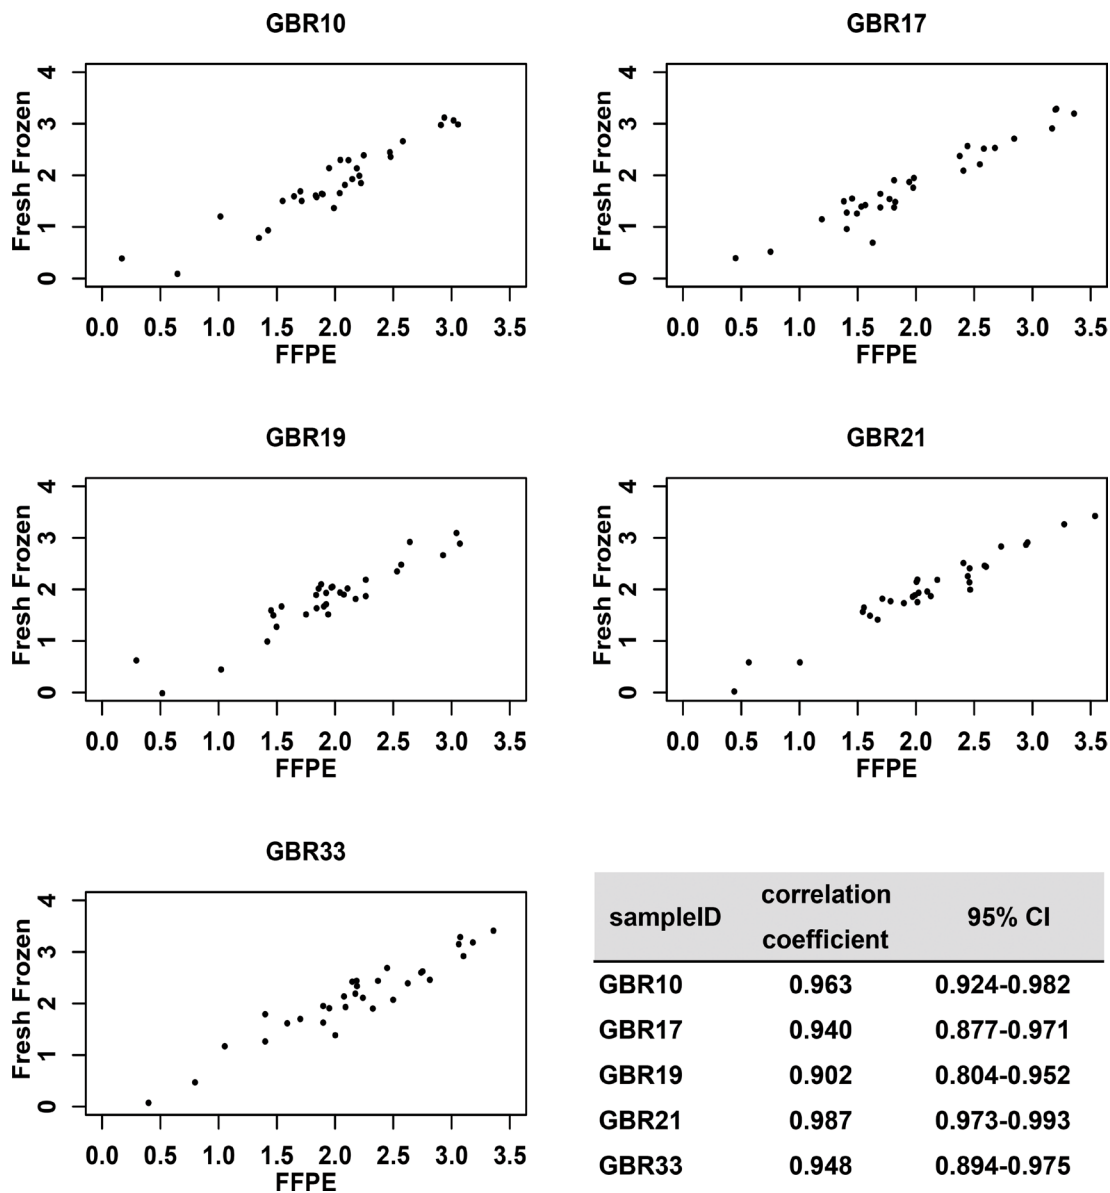 GBR10
Fresh Frozen
4
3
2
1
0
0.0 0.5 1.0 1.5 2.0 2.5 3.0 3.5
FFPE
GBR17
Fresh Frozen
4
3
2
1
0
0.0 0.5 1.0 1.5 2.0 2.5 3.0 3.5
FFPE
GBR19
Fresh Frozen
4
3
2
1
0
0.0 0.5 1.0 1.5 2.0 2.5 3.0 3.5
FFPE
GBR21
Fresh Frozen
4
3
2
1
0
0.0 0.5 1.0 1.5 2.0 2.5 3.0 3.5
FFPE
GBR33
Fresh Frozen
4
3
2
1
0
0.0 0.5 1.0 1.5 2.0 2.5 3.0 3.5
FFPE
sampleID correlation coefficient 95% CI
GBR10 0.963 0.924-0.982
GBR17 0.940 0.877-0.971
GBR19 0.902 0.804-0.952
GBR21 0.987 0.973-0.993
GBR33 0.948 0.894-0.975